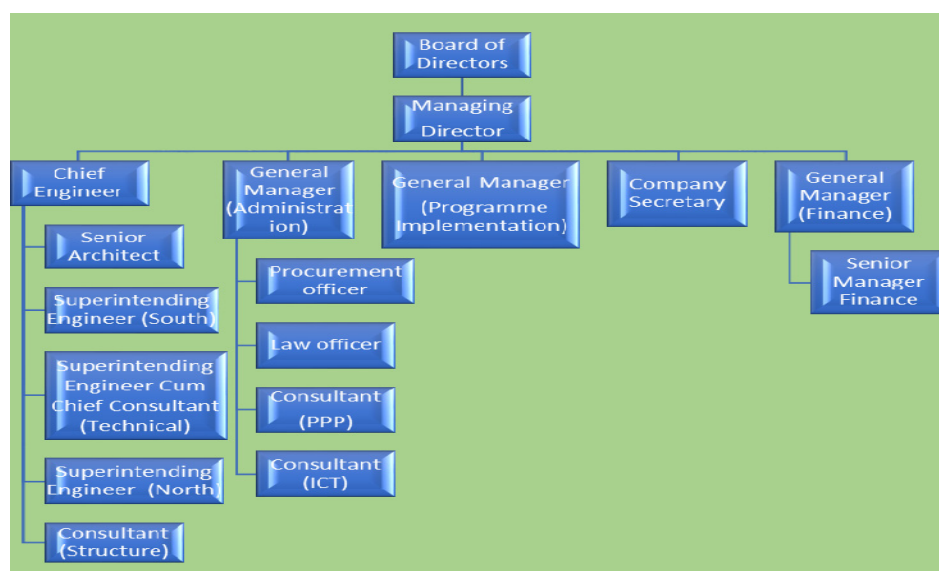 Board of
Directors
Managing
Director
Chief
Engineer
General
Manager
(Administrat
ion)
General Manager
(Programme
Implementation)
Company
Secretary
General
Manager
(Finance)
Senior
Architect
Superintending
Engineer (South)
Superintending
Engineer Cum
Chief Consultant
(Technical)
Superintending
Engineer (North)
Consultant
(Structure)
Procurement
officer
Law officer
Consultant
(PPP)
Consultant
(ICT)
Senior
Manager
Finance